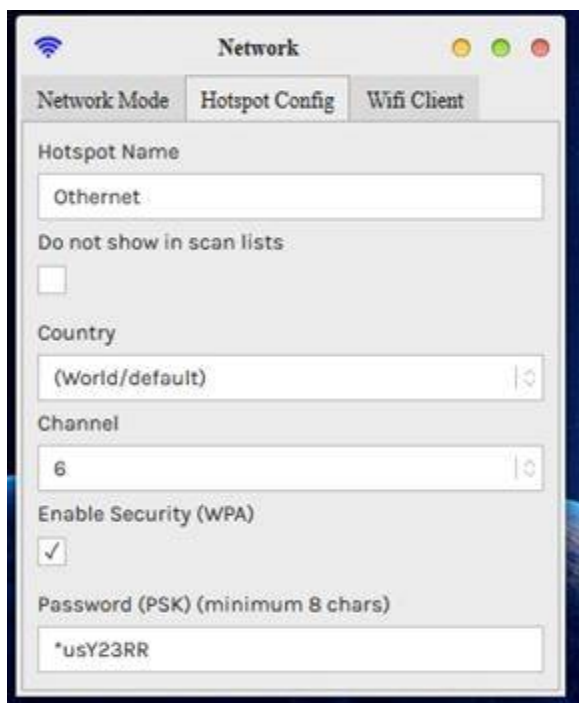 Network
Network Mode Hotspot Config Wifi Client
Hotspot Name
Othernet
Do not show in scan lists
Country
(World/default)
Channel
6
Enable Security (WPA)
Password (PSK) (minimum 8 chars)
*usY23RR